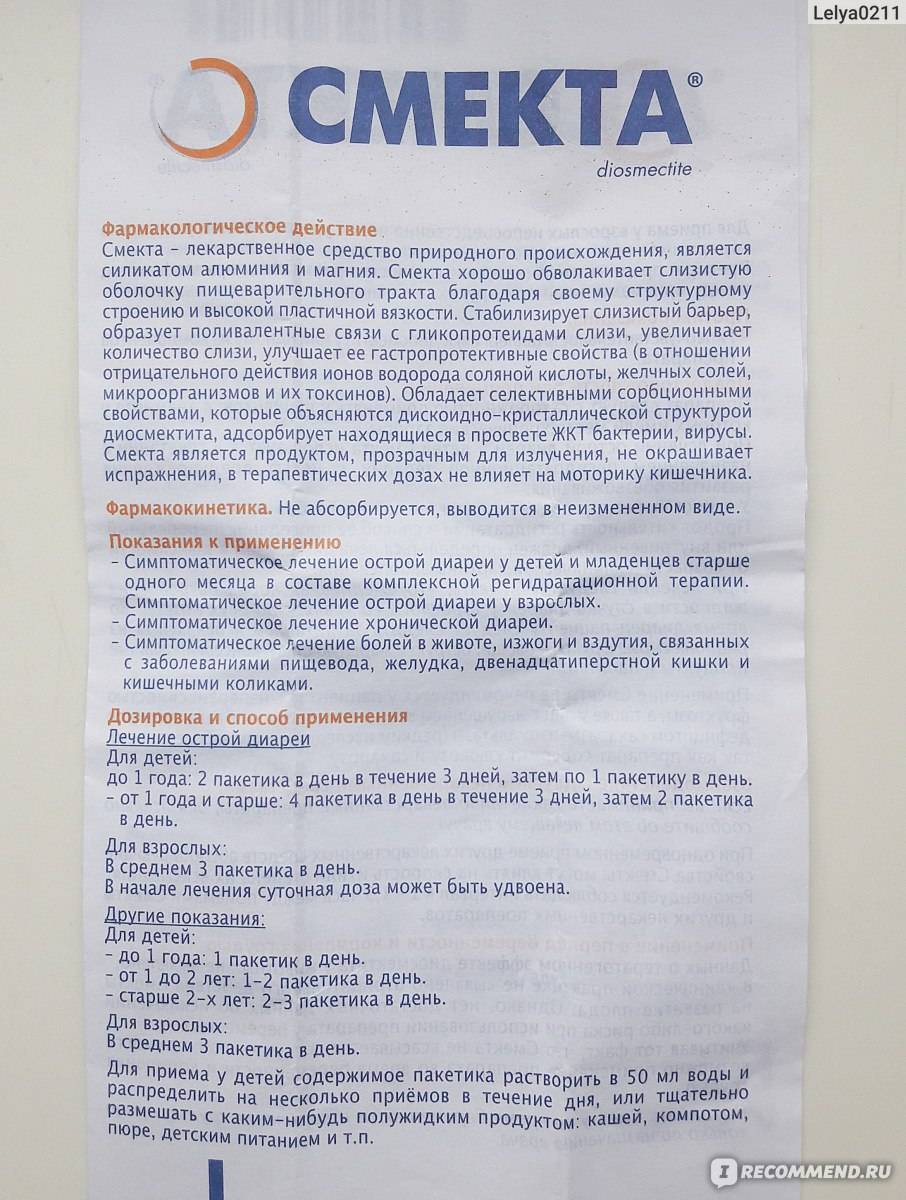 Lelya0211
СМЕКТА®
diosmectite
Фармакологическое действие
Смекта – лекарственное средство природного происхождения, является
силикатом алюминия и магния. Смекта хорошо обволакивает слизистую
оболочку пищеварительного тракта благодаря своему структурному
строению и высокой пластичной вязкости. Стабилизирует слизистый барьер,
образует поливалентные связи с гликопротеидами слизи, увеличивает
количество слизи, улучшает ее гастропротективные свойства (в отношении
отрицательного действия ионов водорода соляной кислоты, желчных солей,
микроорганизмов и их токсинов). Обладает селективными сорбционными
свойствами, которые объясняются дискоидно-кристаллической структурой
диосмектита, адсорбирует находящиеся в просвете ЖКТ бактерии, вирусы.
Смекта является продуктом, прозрачным для излучения, не окрашивает
испражнения, в терапевтических дозах не влияет на моторику кишечника.
Фармакокинетика. Не абсорбируется, выводится в неизмененном виде.
Показания к применению
- Симптоматическое лечение острой диареи у детей и младенцев старше
одного месяца в составе комплексной регидратационной терапии.
Симптоматическое лечение острой диареи у взрослых.
- Симптоматическое лечение хронической диареи.
- Симптоматическое лечение болей в животе, изжоги и вздутия, связанных
с заболеваниями пищевода, желудка, двенадцатиперстной кишки и
кишечными коликами.
Дозировка и способ применения
Лечение острой диареи
Для детей:
до 1 года: 2 пакетика в день в течение 3 дней, затем по 1 пакетику в день.
- от 1 года и старше: 4 пакетика в день в течение 3 дней, затем 2 пакетика
в день.
Для взрослых:
В среднем 3 пакетика в день.
В начале лечения суточная доза может быть удвоена.
Другие показания:
Для детей:
- до 1 года: 1 пакетик в день.
- от 1 до 2 лет: 1-2 пакетика в день.
- старше 2-х лет: 2-3 пакетика в день.
Для взрослых:
В среднем 3 пакетика в день.
Для приема у детей содержимое пакетика растворить в 50 мл воды и
распределить на несколько приёмов в течение дня, или тщательно
размешать с каким-нибудь полужидким продуктом: кашей, компотом,
пюре, детским питанием и т.п.
IRECOMMEND.RU